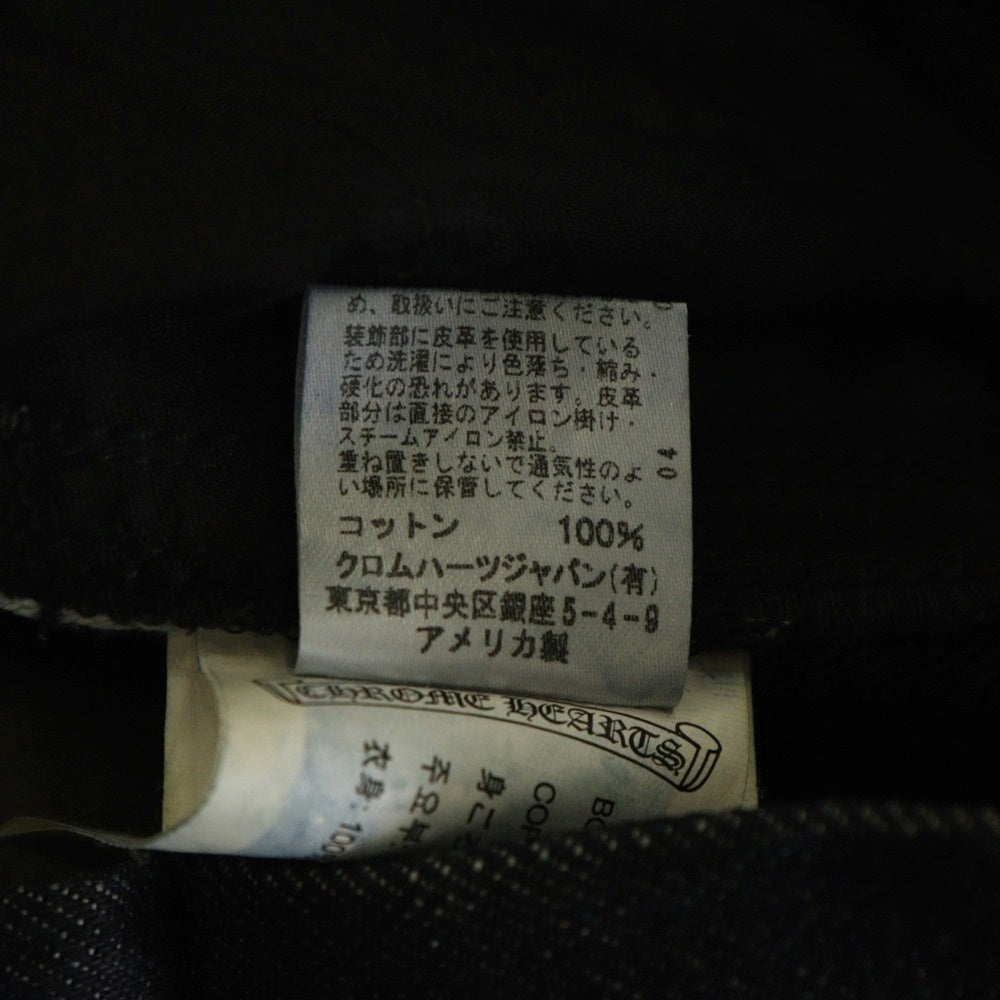 め、取扱いにご注意ください。
装飾部に皮革を使用している
ため洗濯により色落ち・縮み・
硬化の恐れがあります。皮革
部分は直接のアイロン掛け・
スチームアイロン禁止。
重ね置きしないで通気性のよ
い場所に保管してください。
04
コットン 100%
クロムハーツジャパン(有)
東京都中央区銀座5-4-9
アメリカ製
CHROME HEARTS